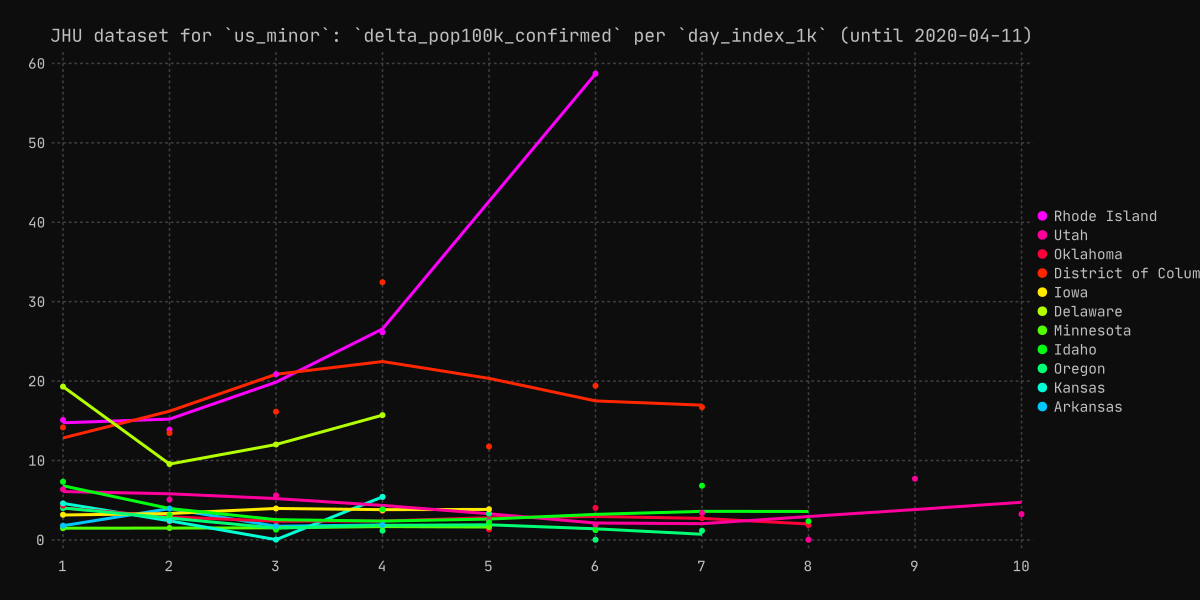 JHU dataset for `us_minor`: `delta_pop100k_confirmed` per `day_index_1k` (until 2020-04-11)
60
50
40
30
20
10
0
1 2 3 4 5 6 7 8 9 10
Rhode Island
Utah
Oklahoma
District of Colum
Iowa
Delaware
Minnesota
Idaho
Oregon
Kansas
Arkansas